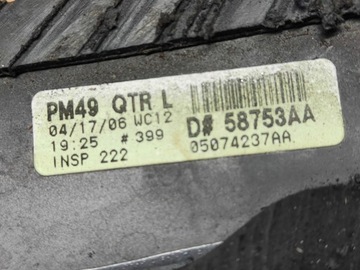 PM49 QTR L
04/17/06 WC12
19:25 # 399
INSP 222
D# 58753AA
05074237AA